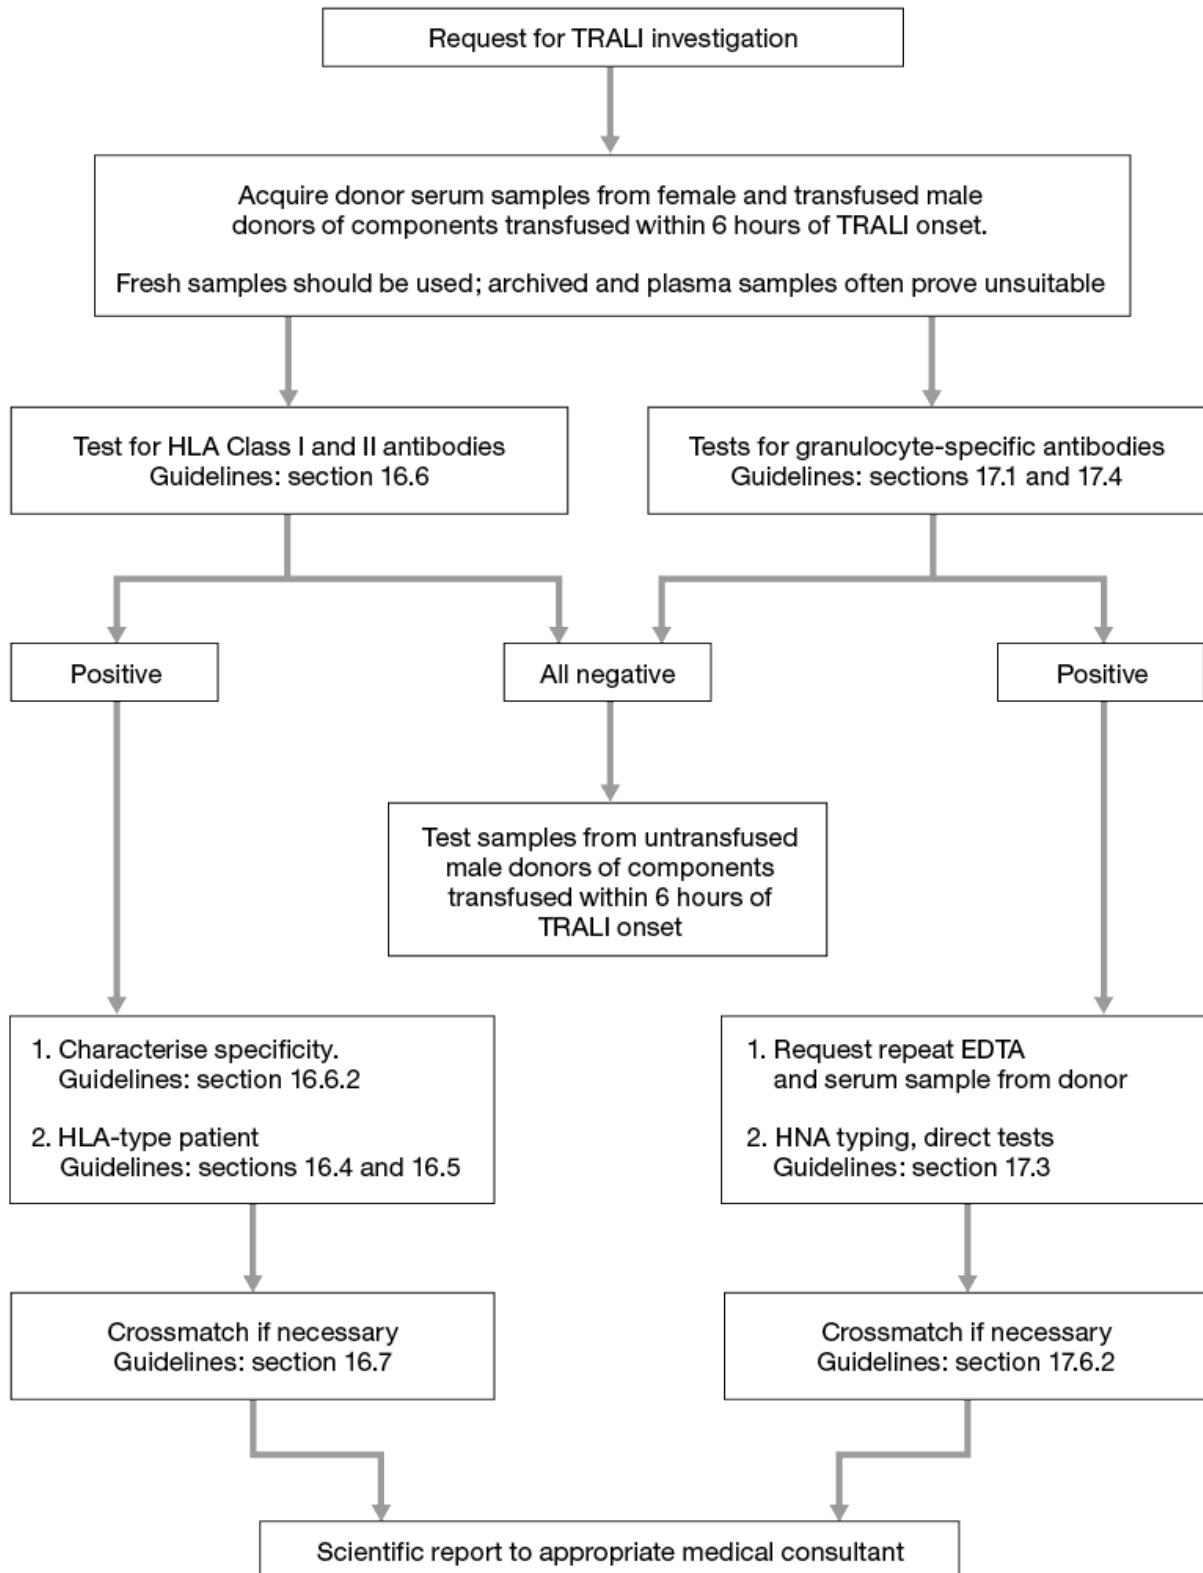 Request for TRALI investigation
Acquire donor serum samples from female and transfused male
donors of components transfused within 6 hours of TRALI onset.
Fresh samples should be used; archived and plasma samples often prove unsuitable
Test for HLA Class I and II antibodies
Guidelines: section 16.6
Tests for granulocyte-specific antibodies
Guidelines: sections 17.1 and 17.4
Positive
All negative
Positive
Test samples from untransfused
male donors of components
transfused within 6 hours of
TRALI onset
1. Characterise specificity.
Guidelines: section 16.6.2
2. HLA-type patient
Guidelines: sections 16.4 and 16.5
1. Request repeat EDTA
and serum sample from donor
2. HNA typing, direct tests
Guidelines: section 17.3
Crossmatch if necessary
Guidelines: section 16.7
Crossmatch if necessary
Guidelines: section 17.6.2
Scientific report to appropriate medical consultant